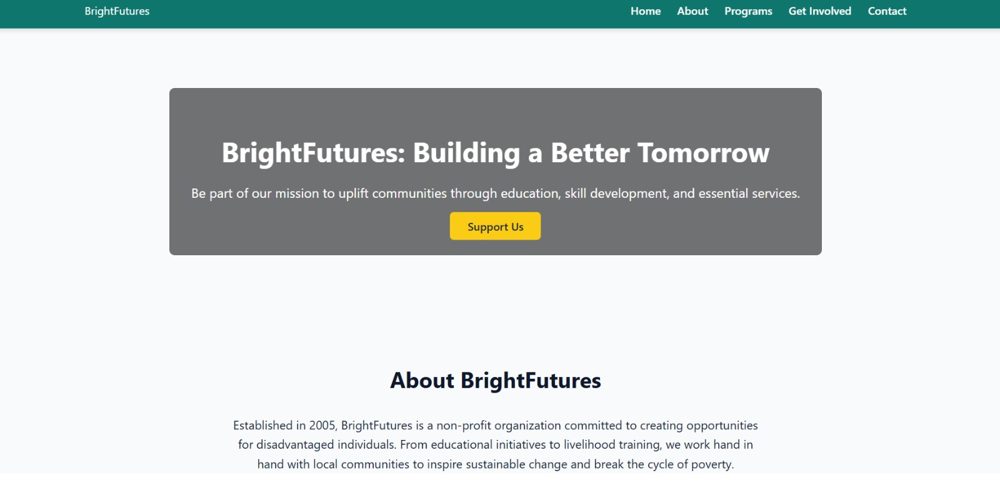 BrightFutures
Home About Programs Get Involved Contact
BrightFutures: Building a Better Tomorrow
Be part of our mission to uplift communities through education, skill development, and essential services.
Support Us
About BrightFutures
Established in 2005, BrightFutures is a non-profit organization committed to creating opportunities
for disadvantaged individuals. From educational initiatives to livelihood training, we work hand in
hand with local communities to inspire sustainable change and break the cycle of poverty.